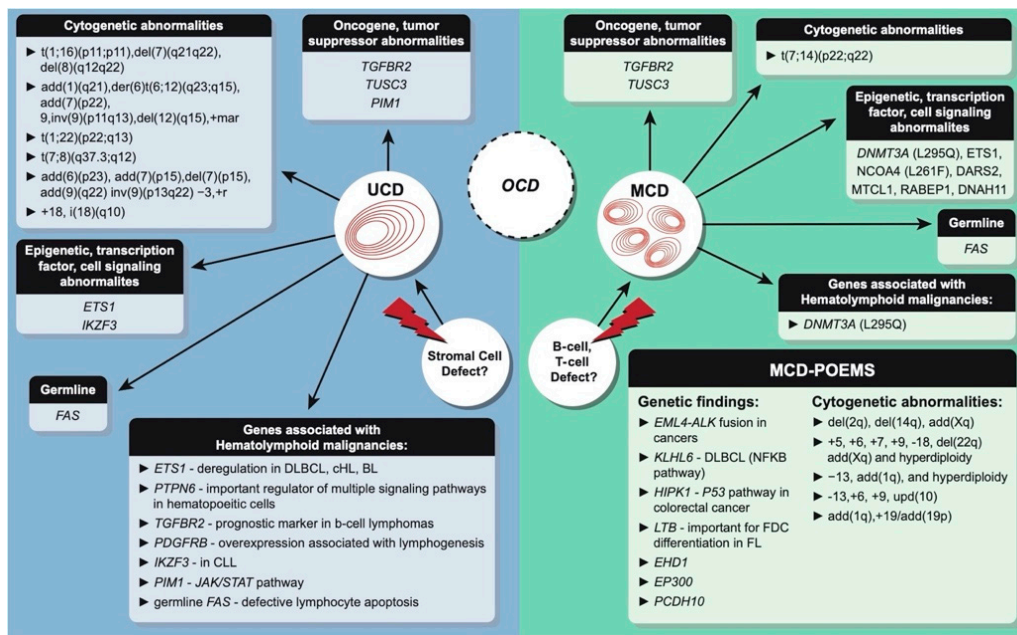 Cytogenetic abnormalities
► t(1;16)(p11;p11),del(7)(q21q22),
del(8)(q12q22)
► add(1)(q21),der(6)t(6;12)(q23;q15),
add(7)(p22),
9,inv(9)(p11q13),del(12)(q15),+mar
► t(1;22)(p22;q13)
► t(7;8)(q37.3;q12)
► add(6)(p23), add(7)(p15),del(7)(p15),
add(9)(q22) inv(9)(p13q22) –3,+r
► +18, i(18)(q10)
Oncogene, tumor
suppressor abnormalities
TGFBR2
TUSC3
PIM1
UCD
Epigenetic, transcription
factor, cell signaling
abnormalites
ETS1
IKZF3
Germline
FAS
Stromal Cell
Defect?
Genes associated with
Hematolymphoid malignancies:
► ETS1 - deregulation in DLBCL, cHL, BL
► PTPN6 - important regulator of multiple signaling pathways
in hematopoeitic cells
► TGFBR2 - prognostic marker in b-cell lymphomas
► PDGFRB - overexpression associated with lymphogenesis
► IKZF3 - in CLL
► PIM1 - JAK/STAT pathway
► germline FAS - defective lymphocyte apoptosis
OCD
Oncogene, tumor
suppressor abnormalities
TGFBR2
TUSC3
MCD
Cytogenetic abnormalities
► t(7;14)(p22;q22)
Epigenetic, transcription
factor, cell signaling
abnormalites
DNMT3A (L295Q), ETS1,
NCOA4 (L261F), DARS2,
MTCL1, RABEP1, DNAH11
Germline
FAS
Genes associated with
Hematolymphoid malignancies:
► DNMT3A (L295Q)
B-cell,
T-cell
Defect?
MCD-POEMS
Genetic findings:
► EML4-ALK fusion in
cancers
► KLHL6 - DLBCL (NFKB
pathway)
► HIPK1 - P53 pathway in
colorectal cancer
► LTB - important for FDC
differentiation in FL
► EHD1
► EP300
► PCDH10
Cytogenetic abnormalities:
► del(2q), del(14q), add(Xq)
► +5, +6, +7, +9, -18, del(22q)
add(Xq) and hyperdiploidy
► −13, add(1q), and hyperdiploidy
► -13,+6, +9, upd(10)
► add(1q),+19/add(19p)